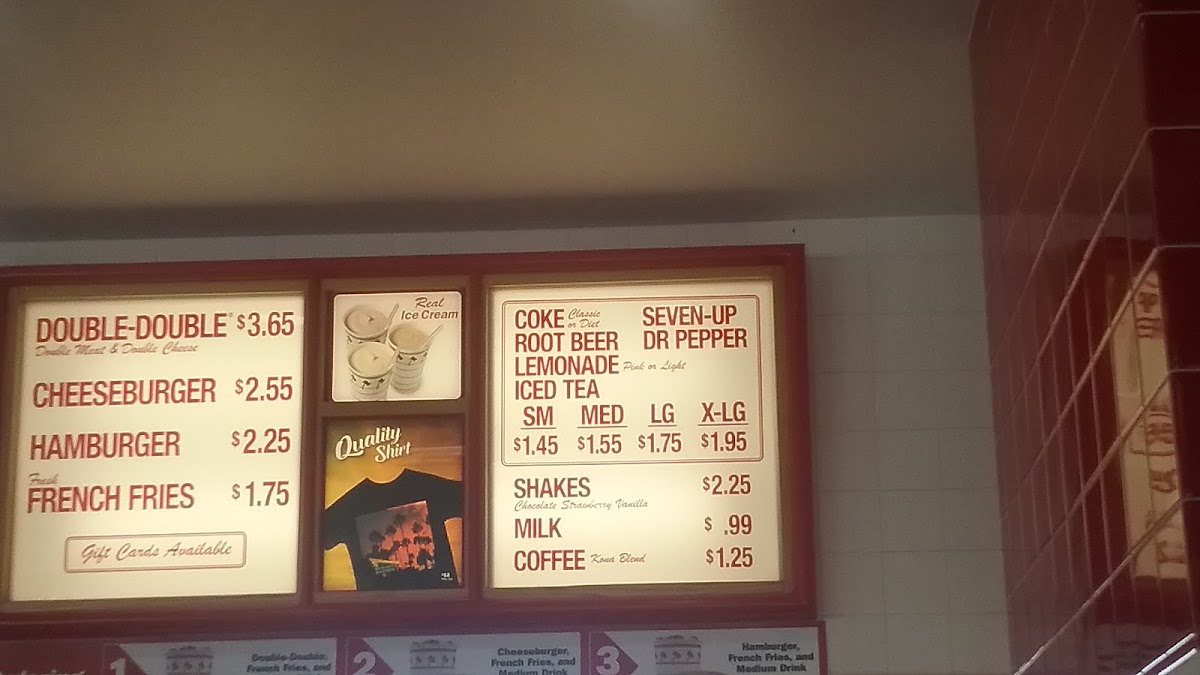 DOUBLE-DOUBLE® $3.65
Double Meat & Double Cheese
CHEESEBURGER $2.55
HAMBURGER $2.25
Fresh
FRENCH FRIES $1.75
Gift Cards Available
Real
Ice Cream
Quality
Shirt
COKE Classic or Diet SEVEN-UP
ROOT BEER DR PEPPER
LEMONADE Pink or Light
ICED TEA
SM MED LG X-LG
$1.45 $1.55 $1.75 $1.95
SHAKES $2.25
Chocolate Strawberry Vanilla
MILK $ .99
COFFEE Kona Blend $1.25
1
Double-Double,
French Fries, and
2
Cheeseburger,
French Fries, and
Medium Drink
3
Hamburger,
French Fries, and
Medium Drink